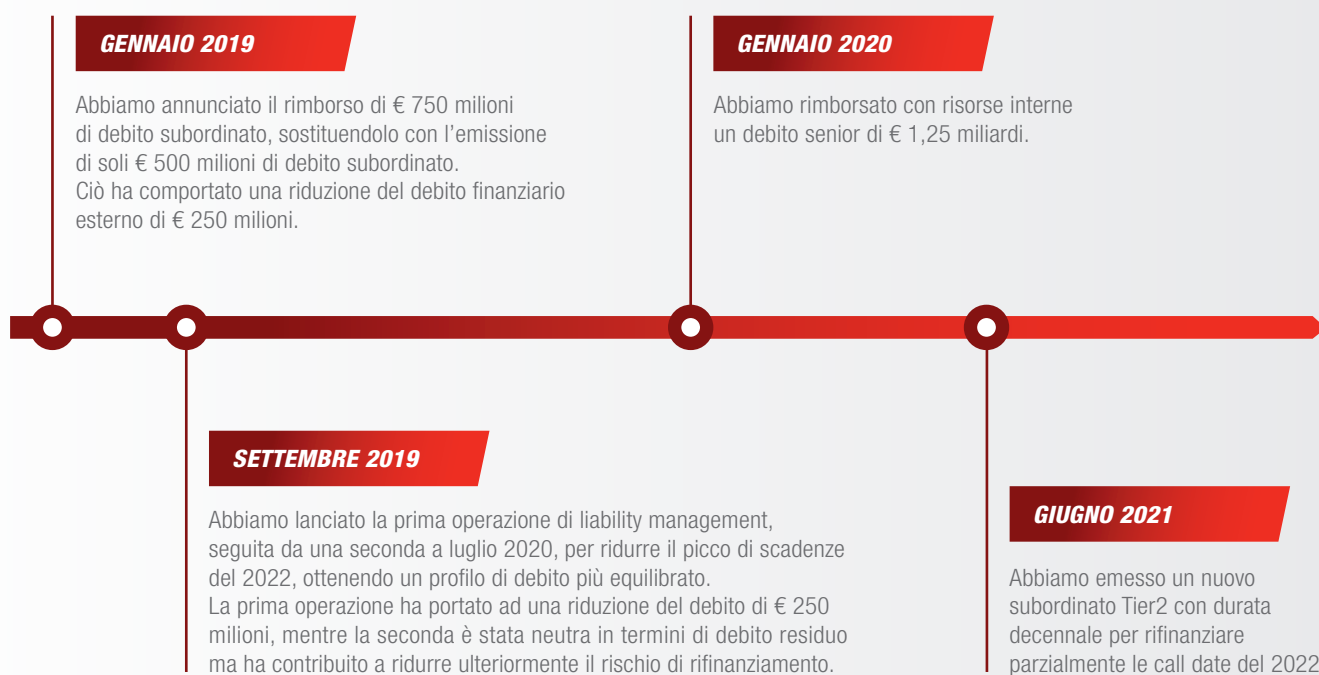 GENNAIO 2019
Abbiamo annunciato il rimborso di € 750 milioni
di debito subordinato, sostituendolo con l'emissione
di soli € 500 milioni di debito subordinato.
Ciò ha comportato una riduzione del debito finanziario
esterno di € 250 milioni.
GENNAIO 2020
Abbiamo rimborsato con risorse interne
un debito senior di € 1,25 miliardi.
SETTEMBRE 2019
Abbiamo lanciato la prima operazione di liability management,
seguita da una seconda a luglio 2020, per ridurre il picco di scadenze
del 2022, ottenendo un profilo di debito più equilibrato.
La prima operazione ha portato ad una riduzione del debito di € 250
milioni, mentre la seconda è stata neutra in termini di debito residuo
ma ha contribuito a ridurre ulteriormente il rischio di rifinanziamento.
GIUGNO 2021
Abbiamo emesso un nuovo
subordinato Tier2 con durata
decennale per rifinanziare
parzialmente le call date del 2022